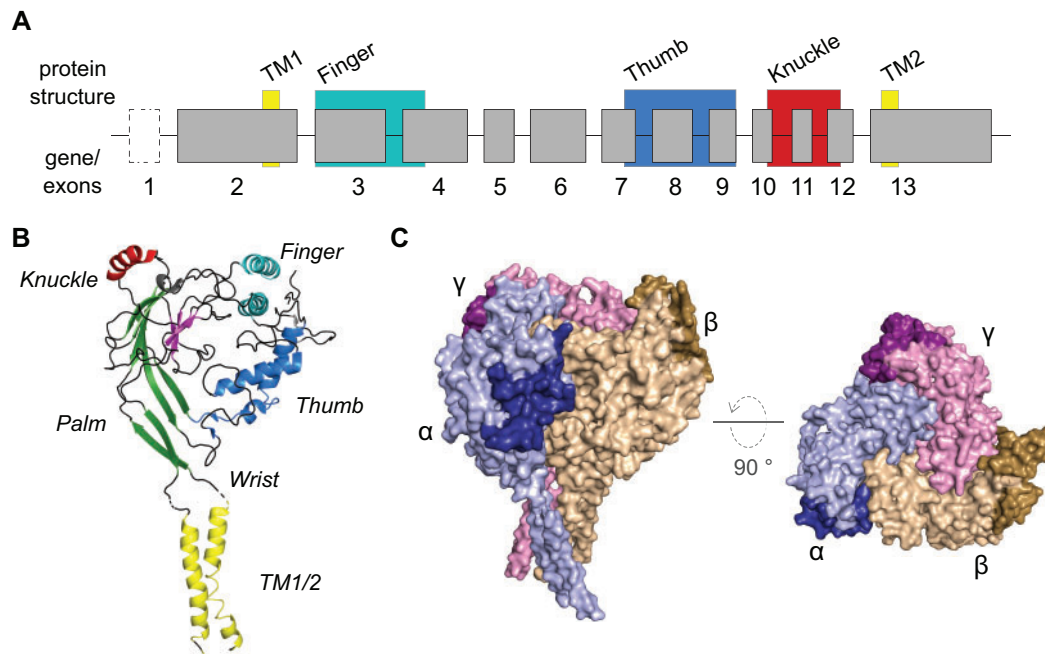 A
protein
structure
TM1
Finger
Thumb
Knuckle
TM2
gene/
exons
1 2 3 4 5 6 7 8 9 10 11 12 13
B
Knuckle
Finger
Palm
Thumb
Wrist
TM1/2
C
γ
β
α
90 °
γ
α
β